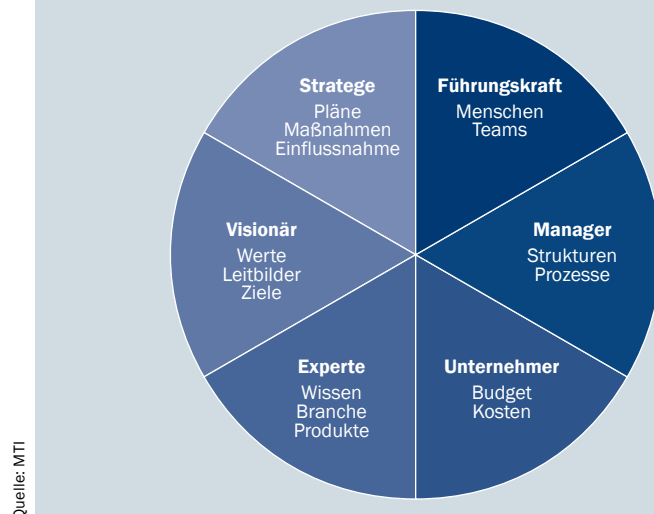 Stratege
Pläne
Maßnahmen
Einflussnahme
Führungskraft
Menschen
Teams
Manager
Strukturen
Prozesse
Unternehmer
Budget
Kosten
Experte
Wissen
Branche
Produkte
Visionär
Werte
Leitbilder
Ziele
Quelle: MTI